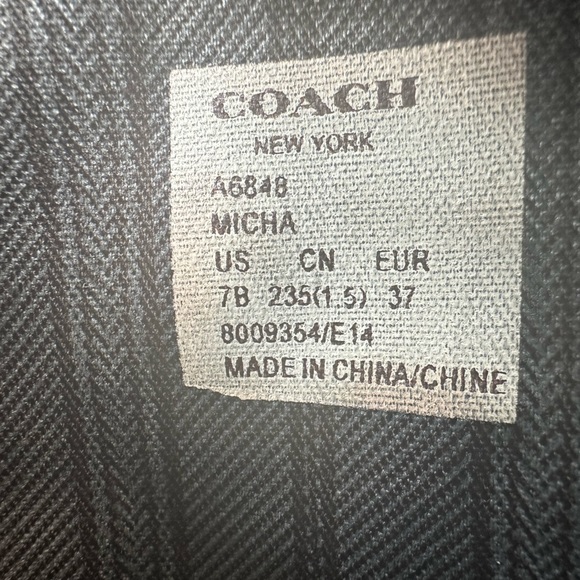 COACH
NEW YORK
A6848
MICHA
US CN EUR
7B 235(1.5) 37
8009354/E14
MADE IN CHINA/CHINE